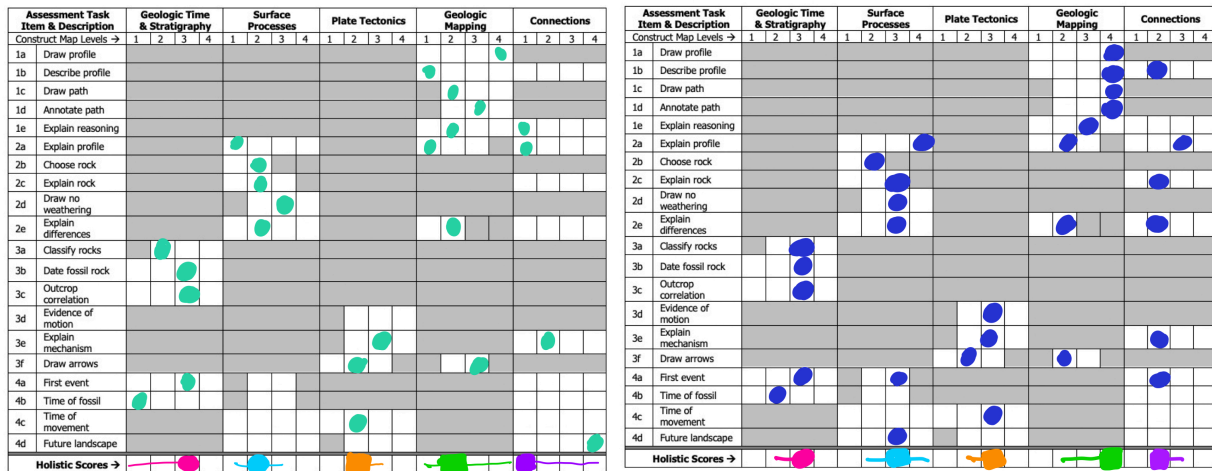 Assessment Task Item & Description Geologic Time & Stratigraphy Surface Processes Plate Tectonics Geologic Mapping Connections
Construct Map Levels → 1 2 3 4 1 2 3 4 1 2 3 4 1 2 3 4 1 2 3 4
1a Draw profile
1b Describe profile
1c Draw path
1d Annotate path
1e Explain reasoning
2a Explain profile
2b Choose rock
2c Explain rock
2d Draw no weathering
2e Explain differences
3a Classify rocks
3b Date fossil rock
3c Outcrop correlation
3d Evidence of motion
3e Explain mechanism
3f Draw arrows
4a First event
4b Time of fossil
4c Time of movement
4d Future landscape
Holistic Scores →
Assessment Task Item & Description Geologic Time & Stratigraphy Surface Processes Plate Tectonics Geologic Mapping Connections
Construct Map Levels → 1 2 3 4 1 2 3 4 1 2 3 4 1 2 3 4 1 2 3 4
1a Draw profile
1b Describe profile
1c Draw path
1d Annotate path
1e Explain reasoning
2a Explain profile
2b Choose rock
2c Explain rock
2d Draw no weathering
2e Explain differences
3a Classify rocks
3b Date fossil rock
3c Outcrop correlation
3d Evidence of motion
3e Explain mechanism
3f Draw arrows
4a First event
4b Time of fossil
4c Time of movement
4d Future landscape
Holistic Scores →